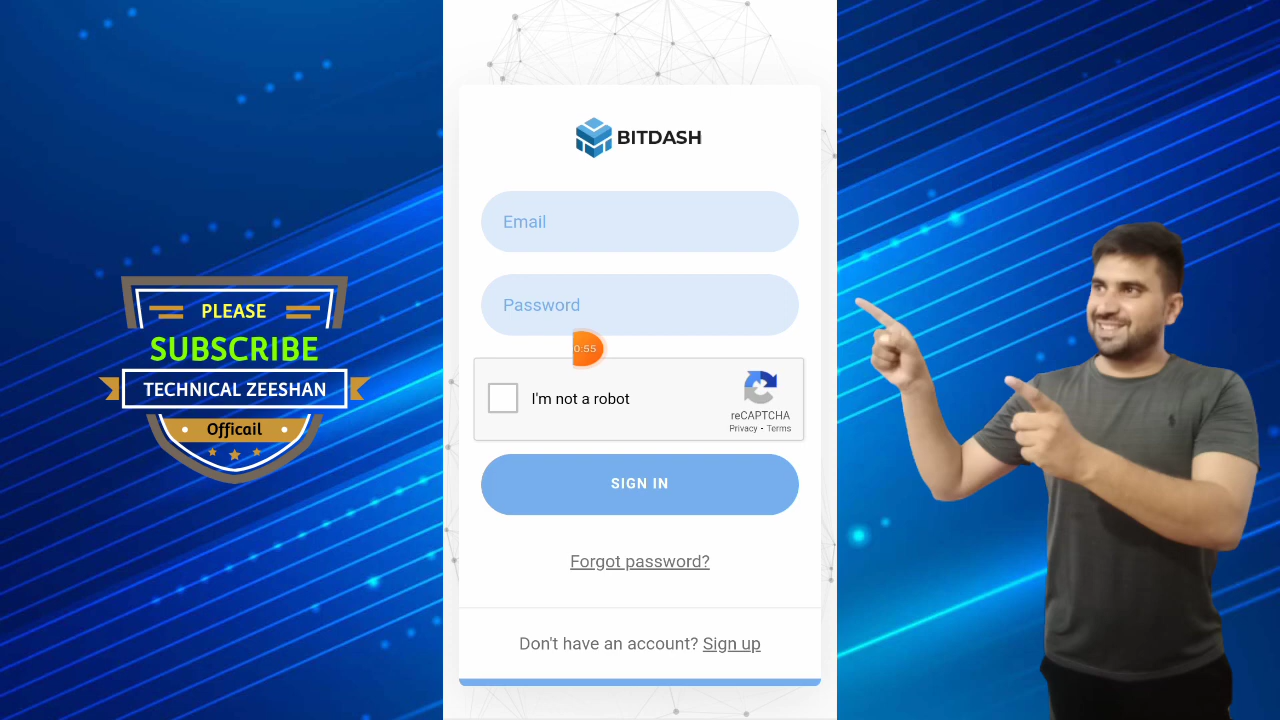 PLEASE
SUBSCRIBE
TECHNICAL ZEESHAN
Officail
BITDASH
Email
Password
0:55
I'm not a robot
reCAPTCHA
Privacy - Terms
SIGN IN
Forgot password?
Don't have an account? Sign up